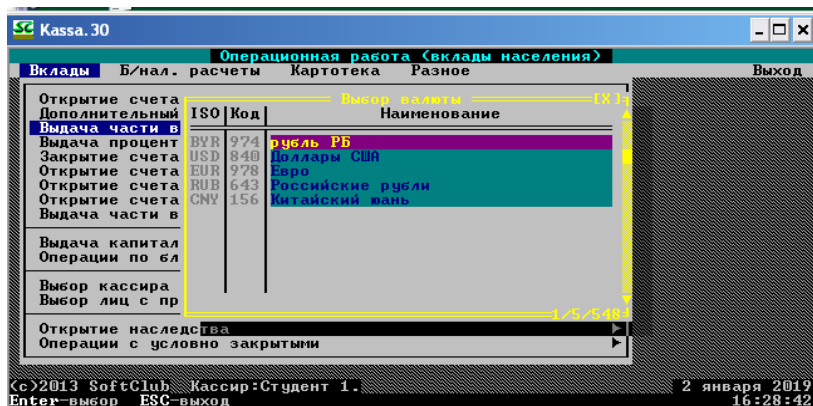 Kassa.30
Операционная работа (вклады населения)
Вклады Б/нал. расчеты Картотека Разное Выход
Выбор валюты [X]
Открытие счета
Дополнительный ISO Код Наименование
Выдача части в
Выдача процент BYR 974 рубль РБ
Закрытие счета USD 840 Доллары США
Открытие счета EUR 978 Евро
Открытие счета RUB 643 Российские рубли
Открытие счета CNY 156 Китайский юань
Выдача части в
Выдача капитал
Операции по бл
Выбор кассира
Выбор лиц с пр
1/5/548
Открытие наследства
Операции с условно закрытыми
(c)2013 SoftClub Кассир:Студент 1. 2 января 2019
Enter-выбор ESC-выход 16:28:42